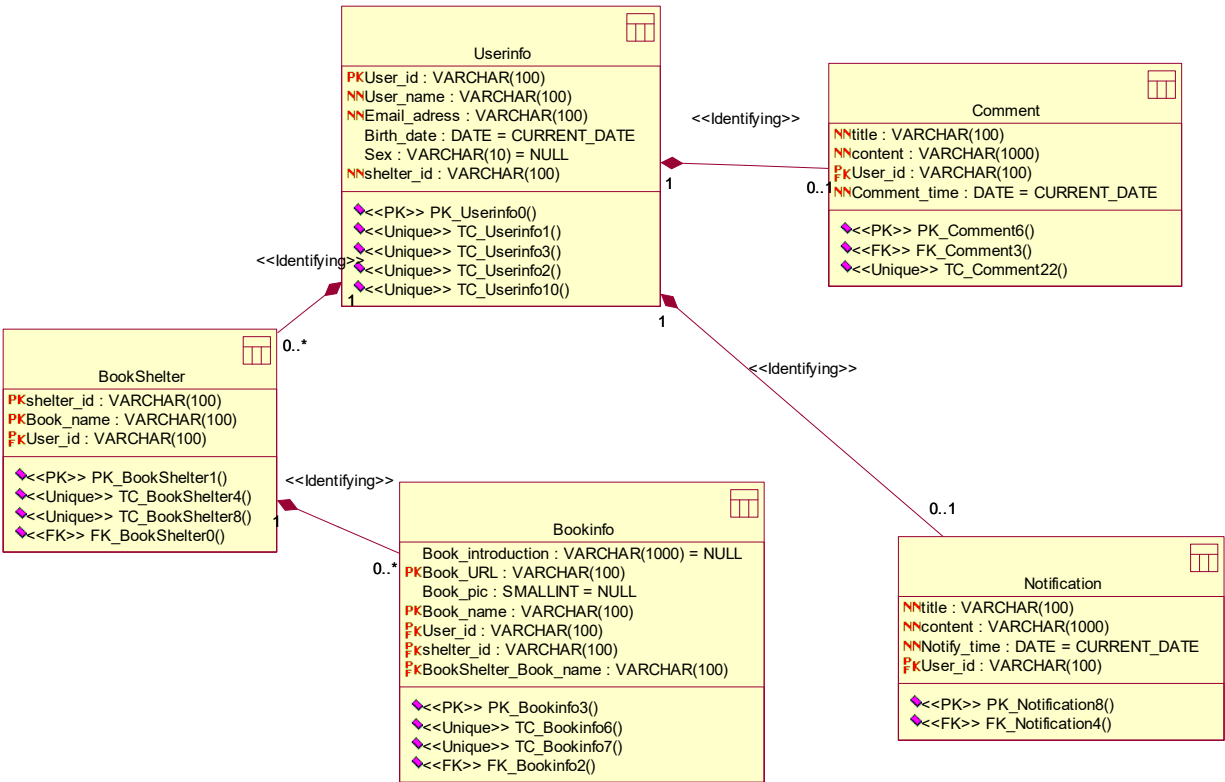 Userinfo
PKUser_id : VARCHAR(100)
NNUser_name : VARCHAR(100)
NNEmail_adress : VARCHAR(100)
Birth_date : DATE = CURRENT_DATE
Sex : VARCHAR(10) = NULL
NNshelter_id : VARCHAR(100)
<<PK>> PK_Userinfo0()
<<Unique>> TC_Userinfo1()
<<Unique>> TC_Userinfo3()
<<Unique>> TC_Userinfo2()
<<Unique>> TC_Userinfo10()
<<Identifying>>
1
0..1
Comment
NNtitle : VARCHAR(100)
NNcontent : VARCHAR(1000)
PFKUser_id : VARCHAR(100)
NNComment_time : DATE = CURRENT_DATE
<<PK>> PK_Comment6()
<<FK>> FK_Comment3()
<<Unique>> TC_Comment22()
<<Identifying>>
1
0..*
BookShelter
PKshelter_id : VARCHAR(100)
PKBook_name : VARCHAR(100)
PFKUser_id : VARCHAR(100)
<<PK>> PK_BookShelter1()
<<Unique>> TC_BookShelter4()
<<Unique>> TC_BookShelter8()
<<FK>> FK_BookShelter0()
<<Identifying>>
1
0..*
Bookinfo
Book_introduction : VARCHAR(1000) = NULL
PKBook_URL : VARCHAR(100)
Book_pic : SMALLINT = NULL
PKBook_name : VARCHAR(100)
PFKUser_id : VARCHAR(100)
PFKshelter_id : VARCHAR(100)
PFKBookShelter_Book_name : VARCHAR(100)
<<PK>> PK_Bookinfo3()
<<Unique>> TC_Bookinfo6()
<<Unique>> TC_Bookinfo7()
<<FK>> FK_Bookinfo2()
1
<<Identifying>>
0..1
Notification
NNtitle : VARCHAR(100)
NNcontent : VARCHAR(1000)
NNNotify_time : DATE = CURRENT_DATE
PFKUser_id : VARCHAR(100)
<<PK>> PK_Notification8()
<<FK>> FK_Notification4()